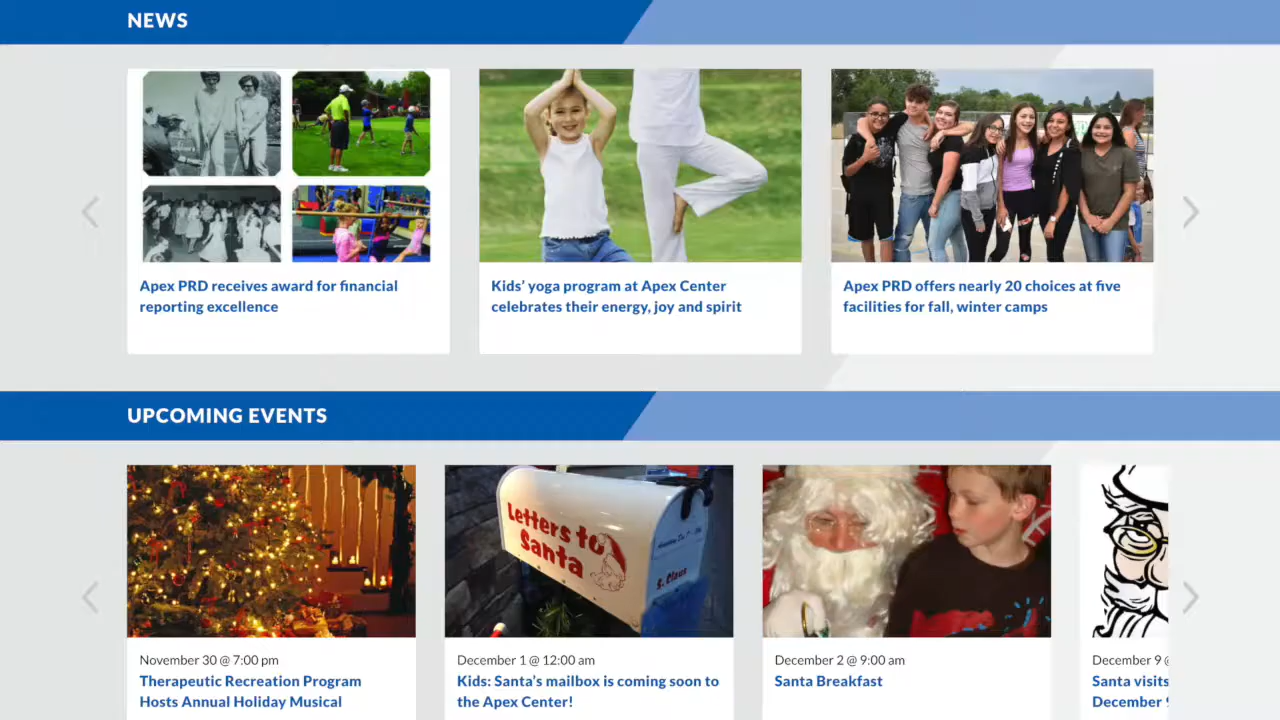 NEWS
Apex PRD receives award for financial
reporting excellence
Kids’ yoga program at Apex Center
celebrates their energy, joy and spirit
Apex PRD offers nearly 20 choices at five
facilities for fall, winter camps
UPCOMING EVENTS
Letters to
Santa
S. Claus
November 30 @ 7:00 pm
Therapeutic Recreation Program
Hosts Annual Holiday Musical
December 1 @ 12:00 am
Kids: Santa’s mailbox is coming soon to
the Apex Center!
December 2 @ 9:00 am
Santa Breakfast
December 9
Santa visits
December